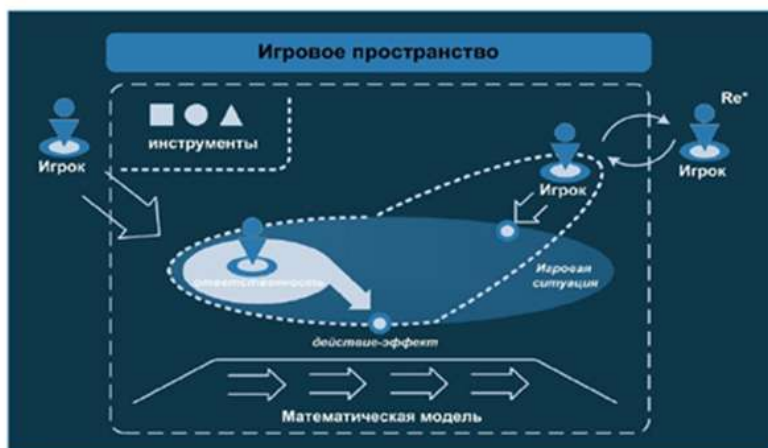 Игровое пространство
Re*
инструменты
Игрок
Игрок
Игрок
ответственность
Игровая
ситуация
действие-эффект
Математическая модель